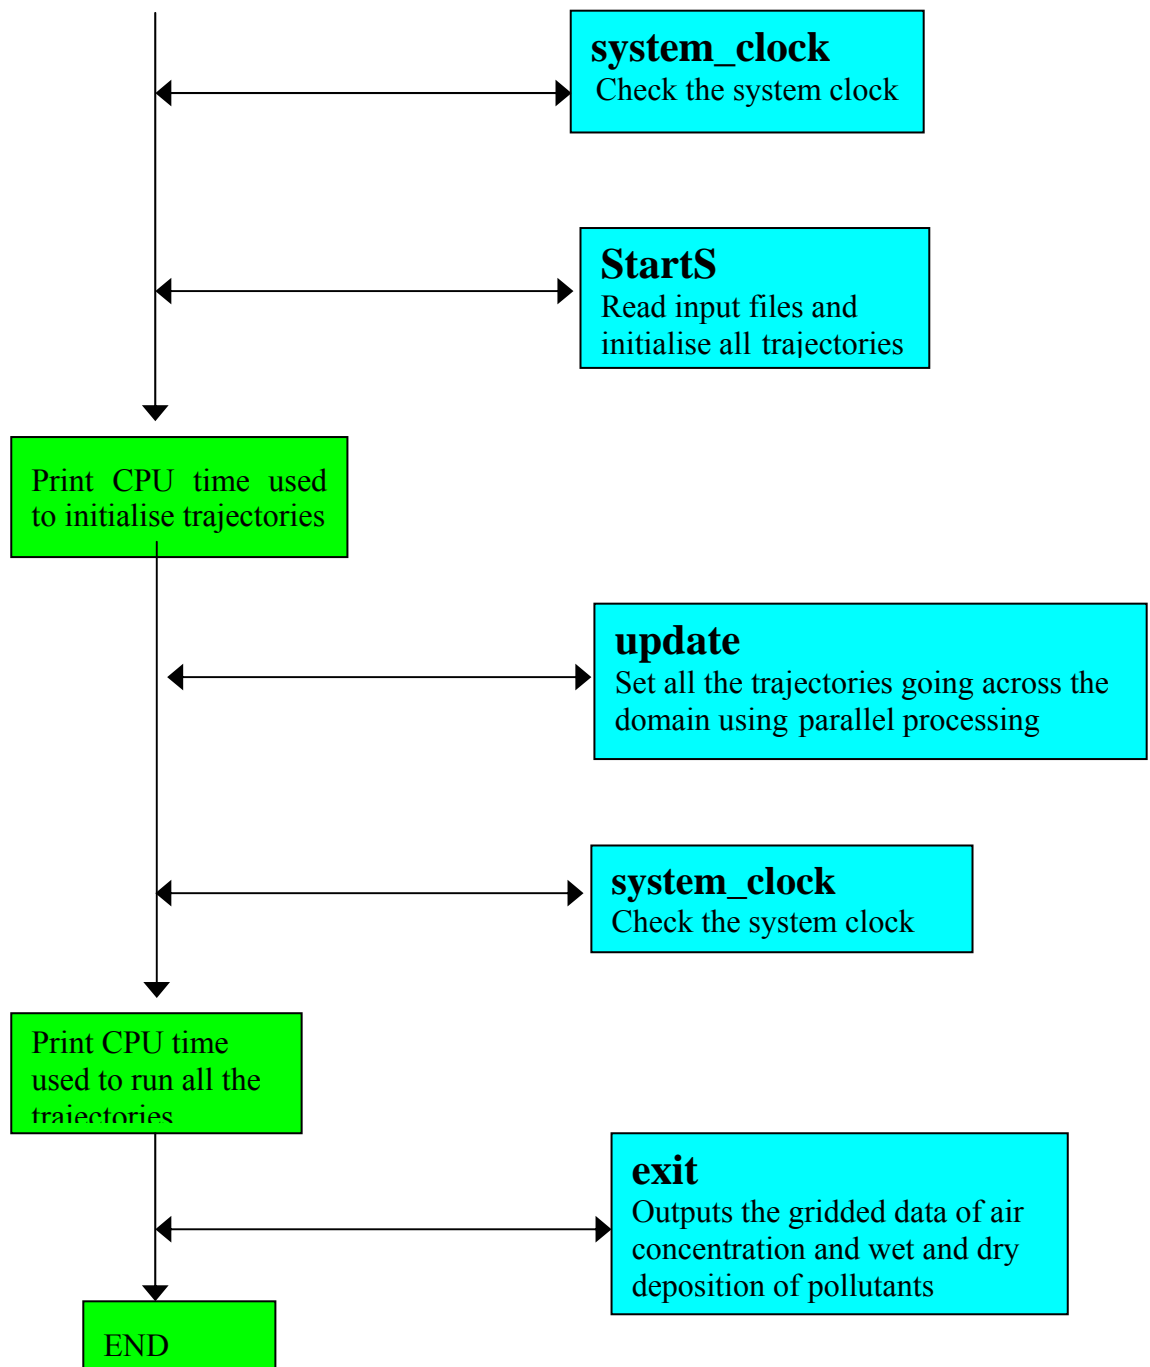 system_clock
Check the system clock
StartS
Read input files and
initialise all trajectories
Print CPU time used
to initialise trajectories
update
Set all the trajectories going across the
domain using parallel processing
system_clock
Check the system clock
Print CPU time
used to run all the
trajectories
exit
Outputs the gridded data of air
concentration and wet and dry
deposition of pollutants
END